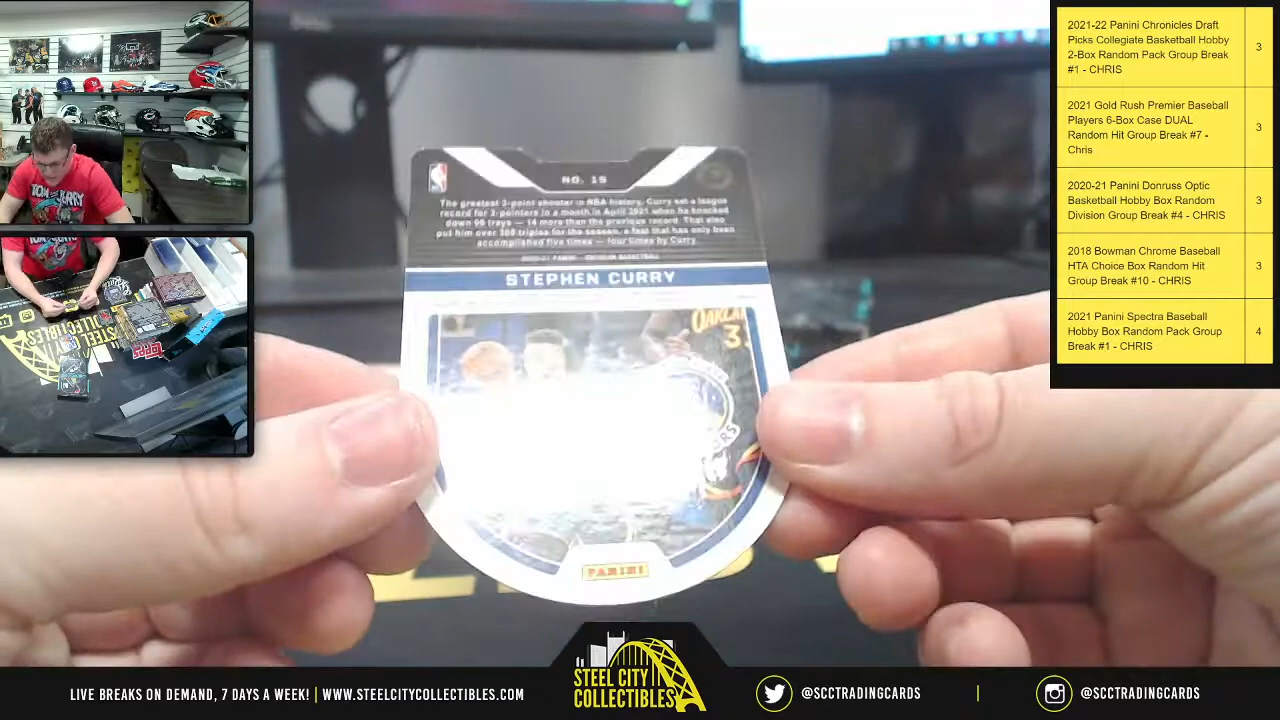 NO. 15
The greatest 3-point shooter in NBA history, Curry set a league
record for 3-pointers in a month in April 2021 when he knocked
down 96 trays — 14 more than the previous record. That also
put him over 300 triples for the season, a feat that has only been
accomplished five times — four times by Curry.
STEPHEN CURRY
OAKLA
3
PANINI
2021-22 Panini Chronicles Draft
Picks Collegiate Basketball Hobby
2-Box Random Pack Group Break
#1 - CHRIS
3
2021 Gold Rush Premier Baseball
Players 6-Box Case DUAL
Random Hit Group Break #7 -
Chris
3
2020-21 Panini Donruss Optic
Basketball Hobby Box Random
Division Group Break #4 - CHRIS
3
2018 Bowman Chrome Baseball
HTA Choice Box Random Hit
Group Break #10 - CHRIS
3
2021 Panini Spectra Baseball
Hobby Box Random Pack Group
Break #1 - CHRIS
4
LIVE BREAKS ON DEMAND, 7 DAYS A WEEK! | WWW.STEELCITYCOLLECTIBLES.COM
STEEL CITY
COLLECTIBLES
@SCCTRADINGCARDS
@SCCTRADINGCARDS